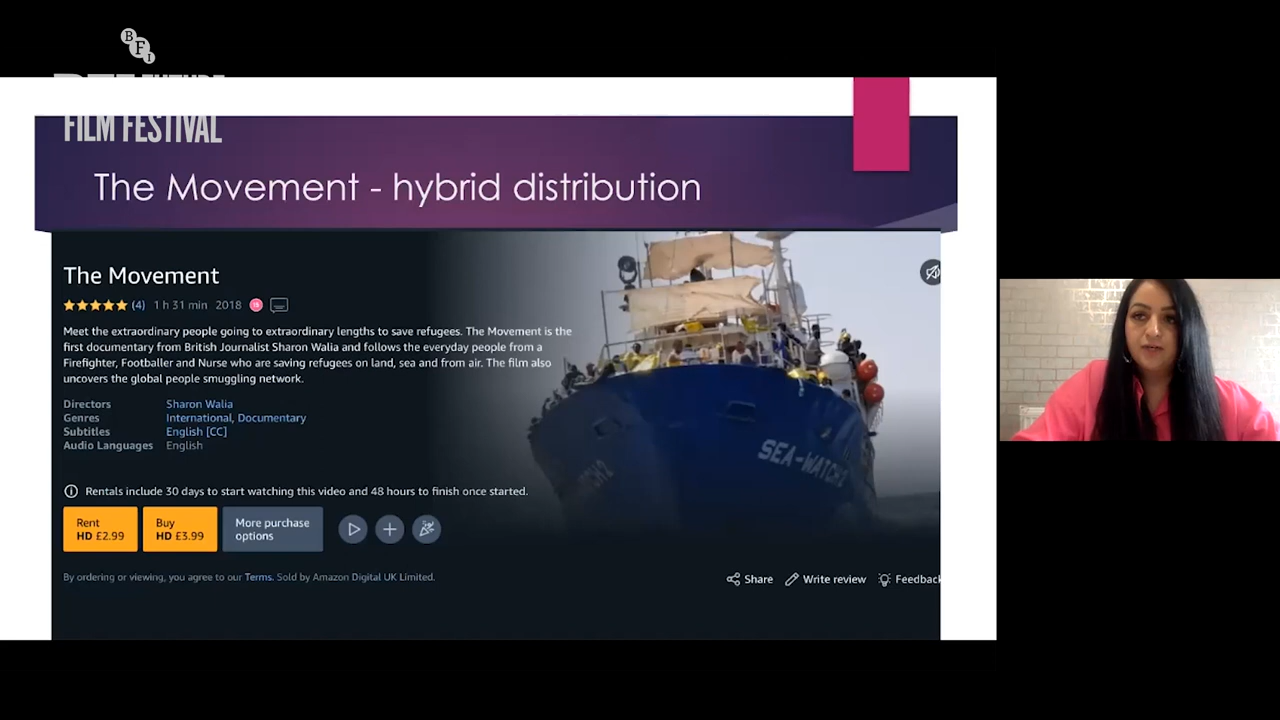 BFI
FUTURE
FILM FESTIVAL
The Movement - hybrid distribution
The Movement
(4) 1 h 31 min 2018 18
Meet the extraordinary people going to extraordinary lengths to save refugees. The Movement is the
first documentary from British Journalist Sharon Walia and follows the everyday people from a
Firefighter, Footballer and Nurse who are saving refugees on land, sea and from air. The film also
uncovers the global people smuggling network.
Directors Sharon Walia
Genres International, Documentary
Subtitles English [CC]
Audio Languages English
SEA-WATCH 2
Rentals include 30 days to start watching this video and 48 hours to finish once started.
Rent
HD £2.99
Buy
HD £3.99
More purchase
options
By ordering or viewing, you agree to our Terms. Sold by Amazon Digital UK Limited.
Share Write review Feedback